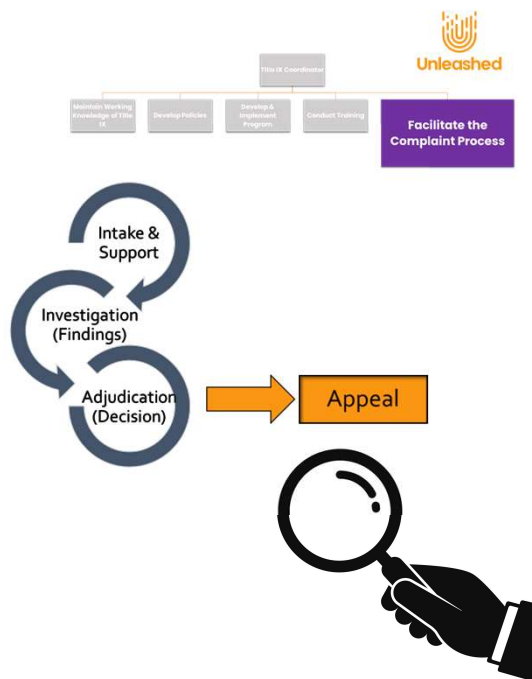 Unleashed
Title IX Coordinator
Maintain Working
Knowledge of Title
IX
Develop Policies
Develop &
Implement
Program
Conduct Training
Facilitate the
Complaint Process
Intake &
Support
Investigation
(Findings)
Adjudication
(Decision)
Appeal